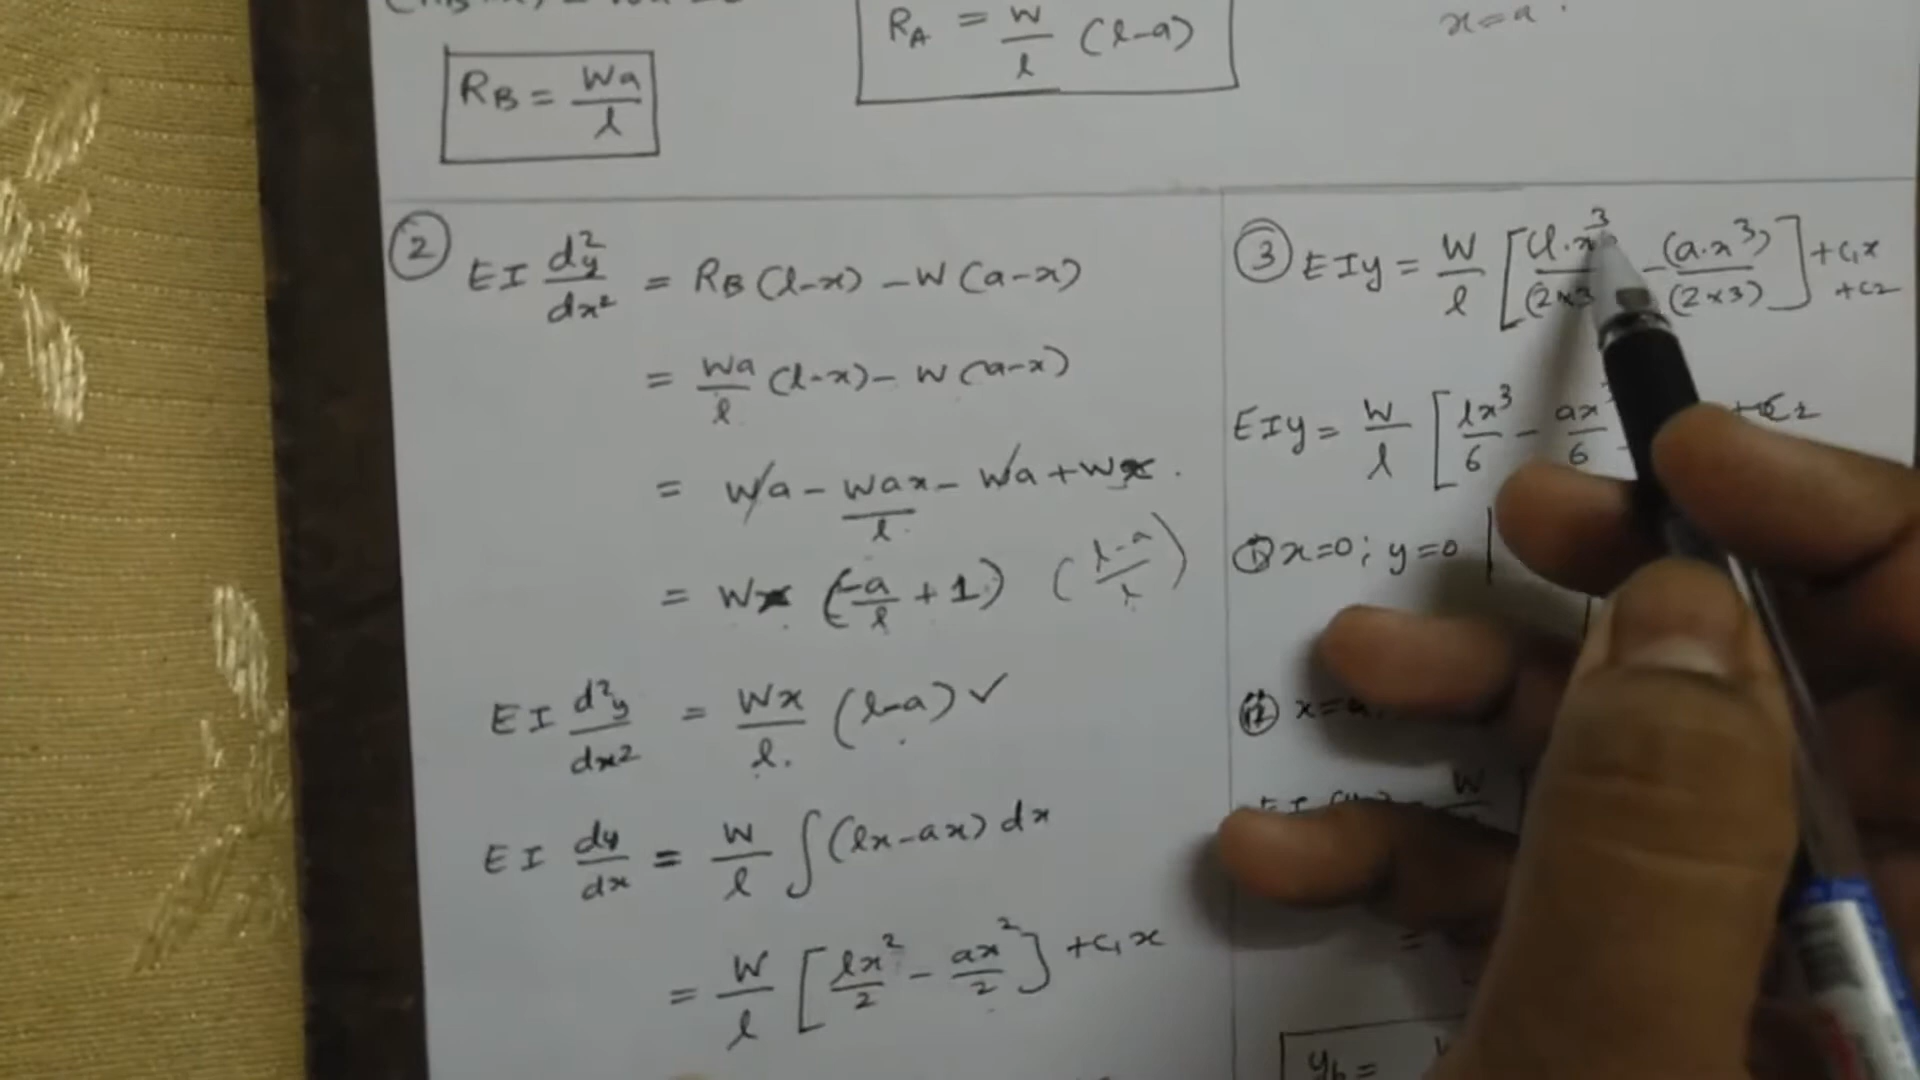 R_B = Wa/l
R_A = W/l (l-a)
x=a.
② EI d²y/dx² = R_B (l-x) - W (a-x)
= Wa/l (l-x) - W (a-x)
= Wa - Wax/l - Wa + Wx.
= Wx (-a/l + 1) (l-a/l)
EI d²y/dx² = Wx/l. (l-a) ✓
EI dy/dx = W/l ∫(lx-ax) dx
= W/l [lx²/2 - ax²/2] + C₁x
③ EIy = W/l [(l.x³/(2×3 - (a.x³)/(2×3)] + C₁x + C₂
EIy = W/l [lx³/6 - ax/6
① x=0; y=0
② x=a
y_b =